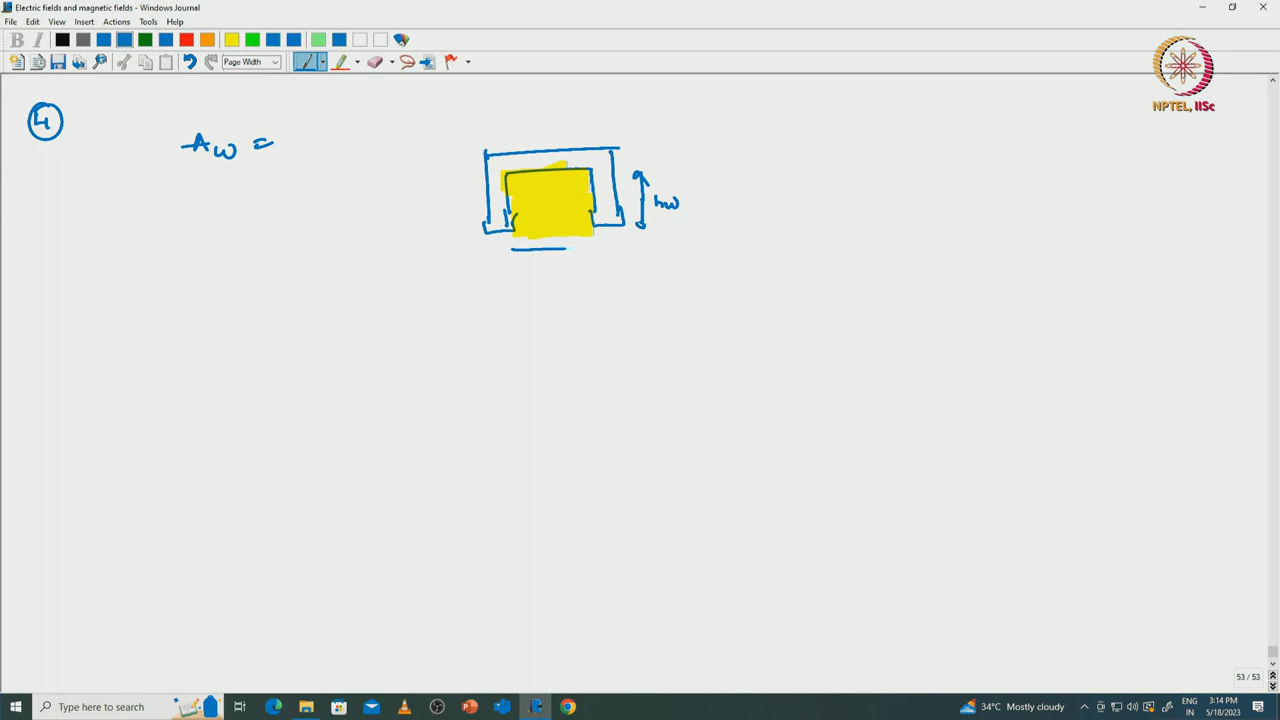 Electric fields and magnetic fields - Windows Journal
File Edit View Insert Actions Tools Help
B I
Page Width
NPTEL, IISc
4
Aw =
hw
53 / 53
Type here to search
34°C Mostly cloudy
ENG
IN
3:14 PM
5/18/2023